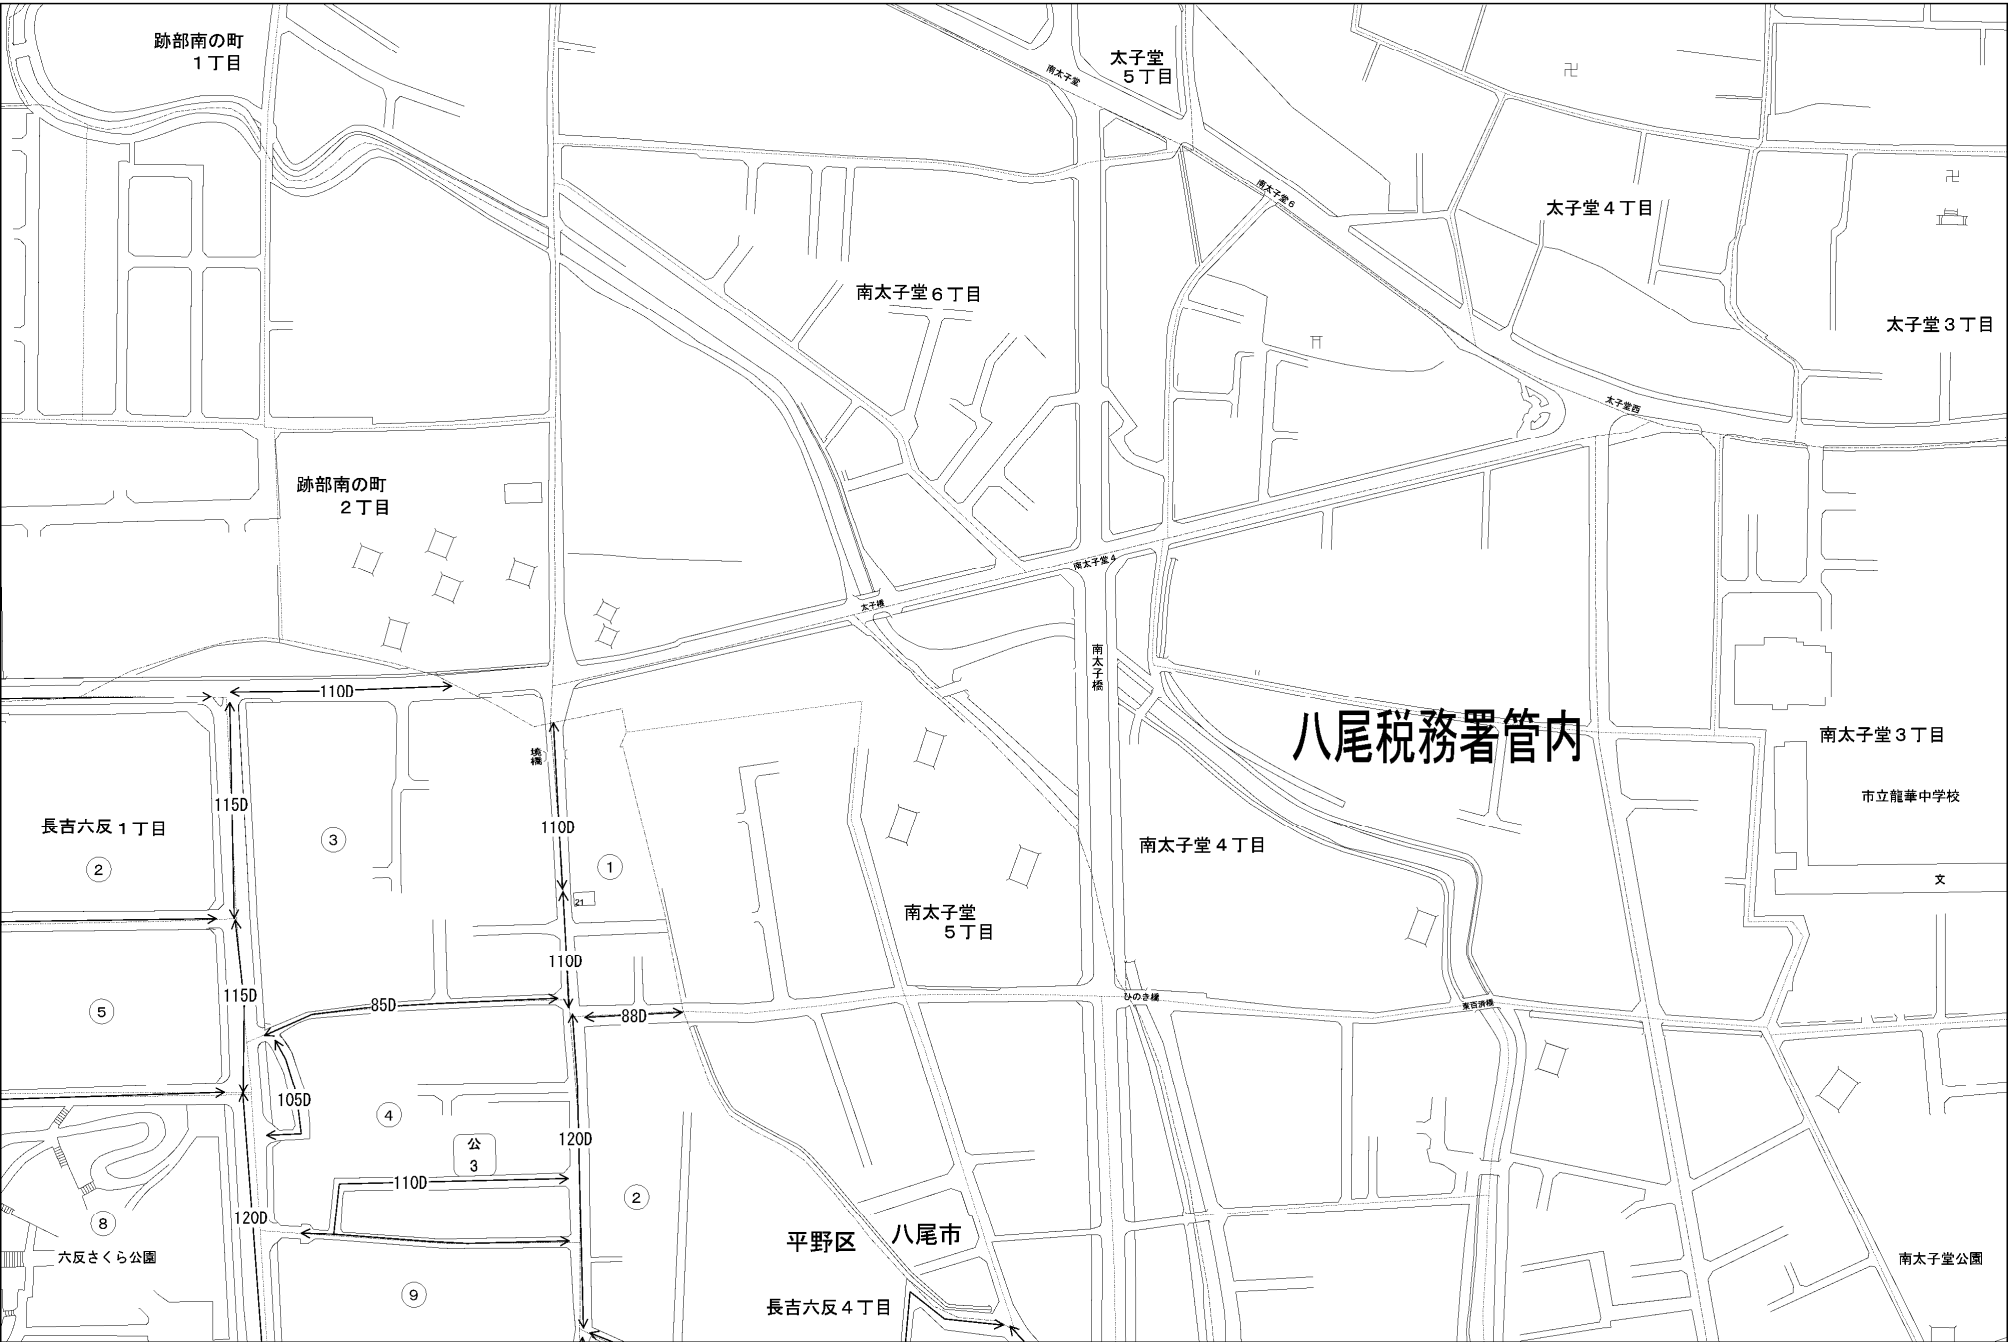 跡部南の町
1丁目
太子堂
5丁目
南太子堂
卍
卍
南太子堂6
太子堂4丁目
南太子堂6丁目
太子堂3丁目
太子堂西
跡部南の町
2丁目
南太子堂4
太子橋
南太子橋
110D
八尾税務署管内
南太子堂3丁目
境橋
市立龍華中学校
115D
長吉六反1丁目
110D
③
南太子堂4丁目
②
①
文
21
南太子堂
5丁目
110D
115D
85D
⑤
88D
ひのき橋
東百済橋
105D
④
120D
公
3
110D
②
120D
⑧
平野区
八尾市
六反さくら公園
南太子堂公園
⑨
長吉六反4丁目